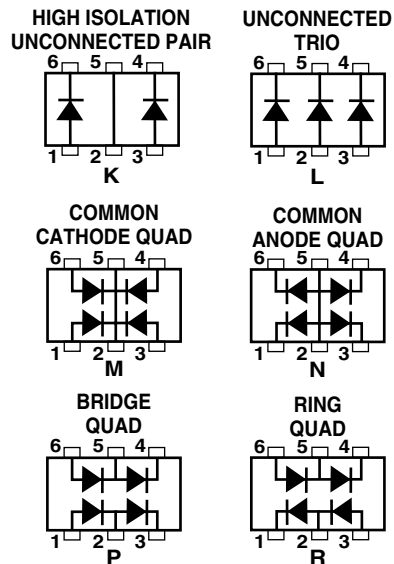 HIGH ISOLATION
UNCONNECTED PAIR
6 5 4
1 2 3
K
UNCONNECTED
TRIO
6 5 4
1 2 3
L
COMMON
CATHODE QUAD
6 5 4
1 2 3
M
COMMON
ANODE QUAD
6 5 4
1 2 3
N
BRIDGE
QUAD
6 5 4
1 2 3
P
RING
QUAD
6 5 4
1 2 3
R